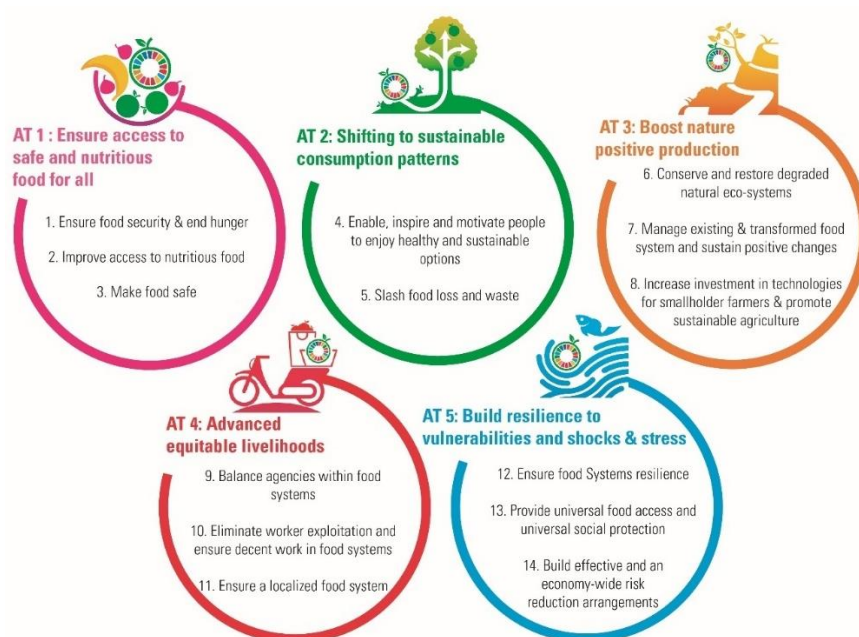 AT 1 : Ensure access to
safe and nutritious
food for all
1. Ensure food security & end hunger
2. Improve access to nutritious food
3. Make food safe
AT 2: Shifting to sustainable
consumption patterns
4. Enable, inspire and motivate people
to enjoy healthy and sustainable
options
5. Slash food loss and waste
AT 3: Boost nature
positive production
6. Conserve and restore degraded
natural eco-systems
7. Manage existing & transformed food
system and sustain positive changes
8. Increase investment in technologies
for smallholder farmers & promote
sustainable agriculture
AT 4: Advanced
equitable livelihoods
9. Balance agencies within food
systems
10. Eliminate worker exploitation and
ensure decent work in food systems
11. Ensure a localized food system
AT 5: Build resilience to
vulnerabilities and shocks & stress
12. Ensure food Systems resilience
13. Provide universal food access and
universal social protection
14. Build effective and an
economy-wide risk
reduction arrangements